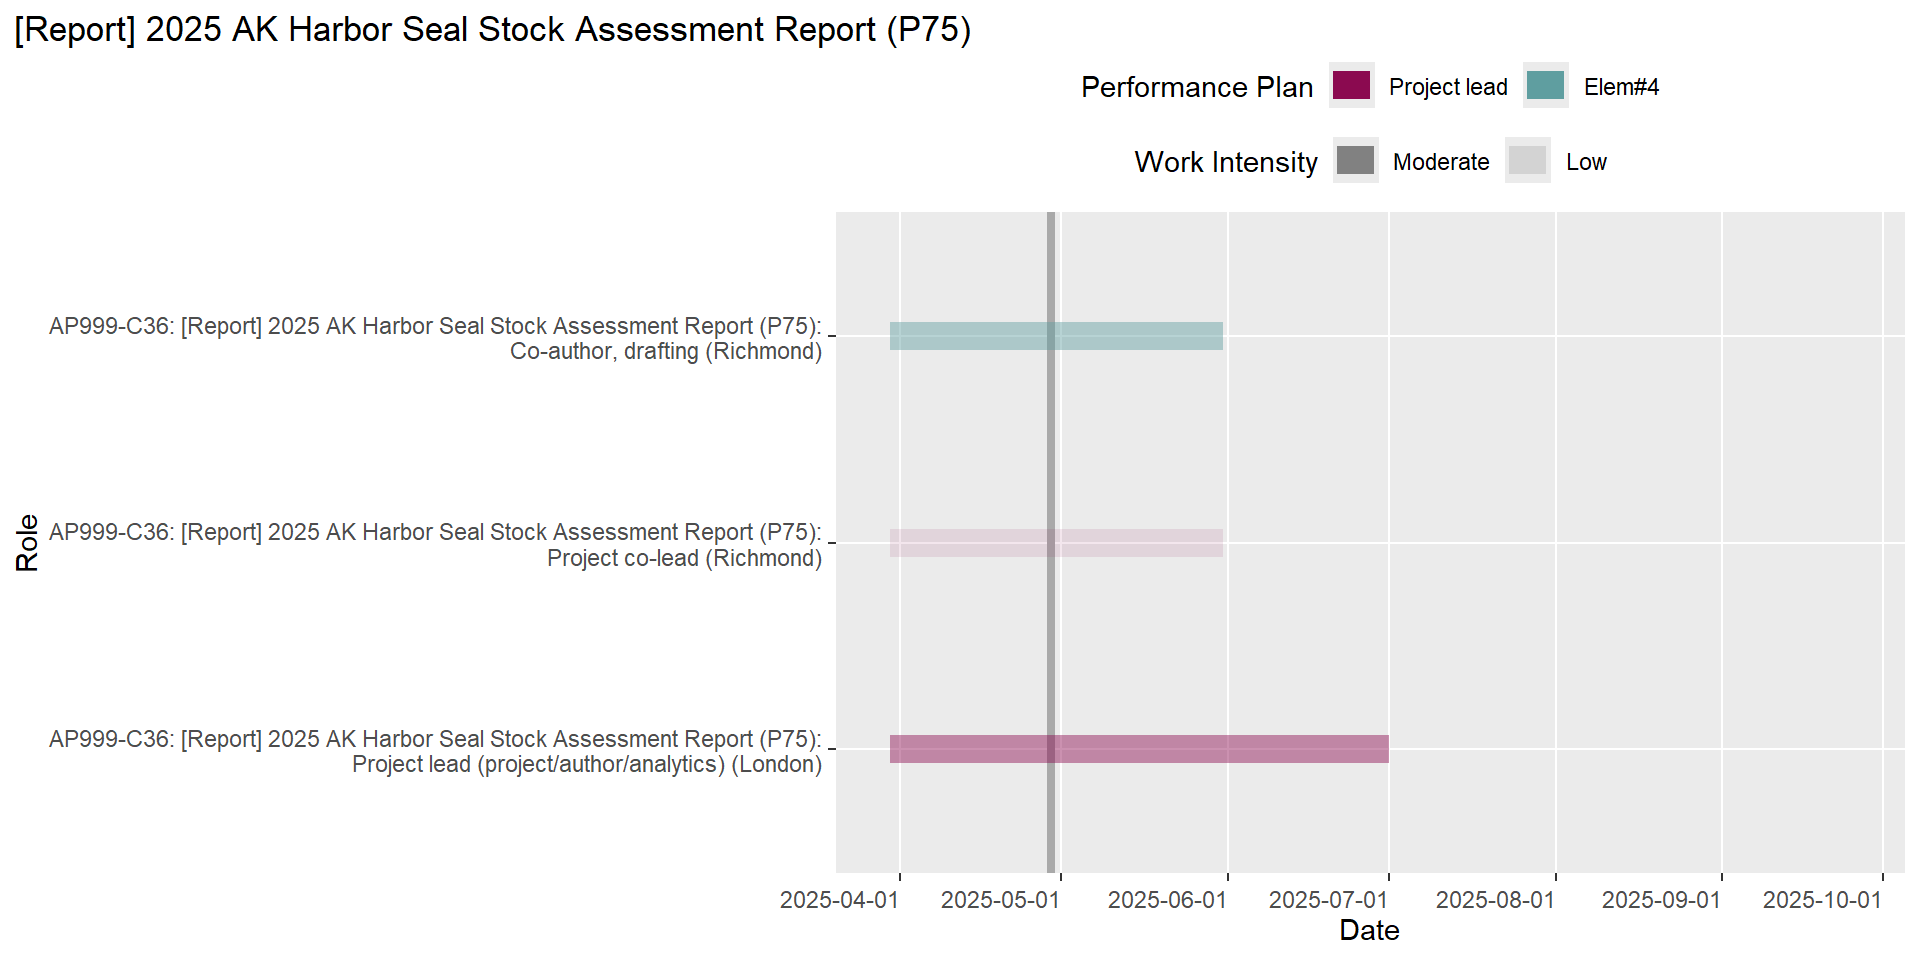 [Report] 2025 AK Harbor Seal Stock Assessment Report (P75)
Performance Plan Project lead Elem#4
Work Intensity Moderate Low
AP999-C36: [Report] 2025 AK Harbor Seal Stock Assessment Report (P75):
Co-author, drafting (Richmond)
Role
AP999-C36: [Report] 2025 AK Harbor Seal Stock Assessment Report (P75):
Project co-lead (Richmond)
AP999-C36: [Report] 2025 AK Harbor Seal Stock Assessment Report (P75):
Project lead (project/author/analytics) (London)
2025-04-01 2025-05-01 2025-06-01 2025-07-01 2025-08-01 2025-09-01 2025-10-01
Date